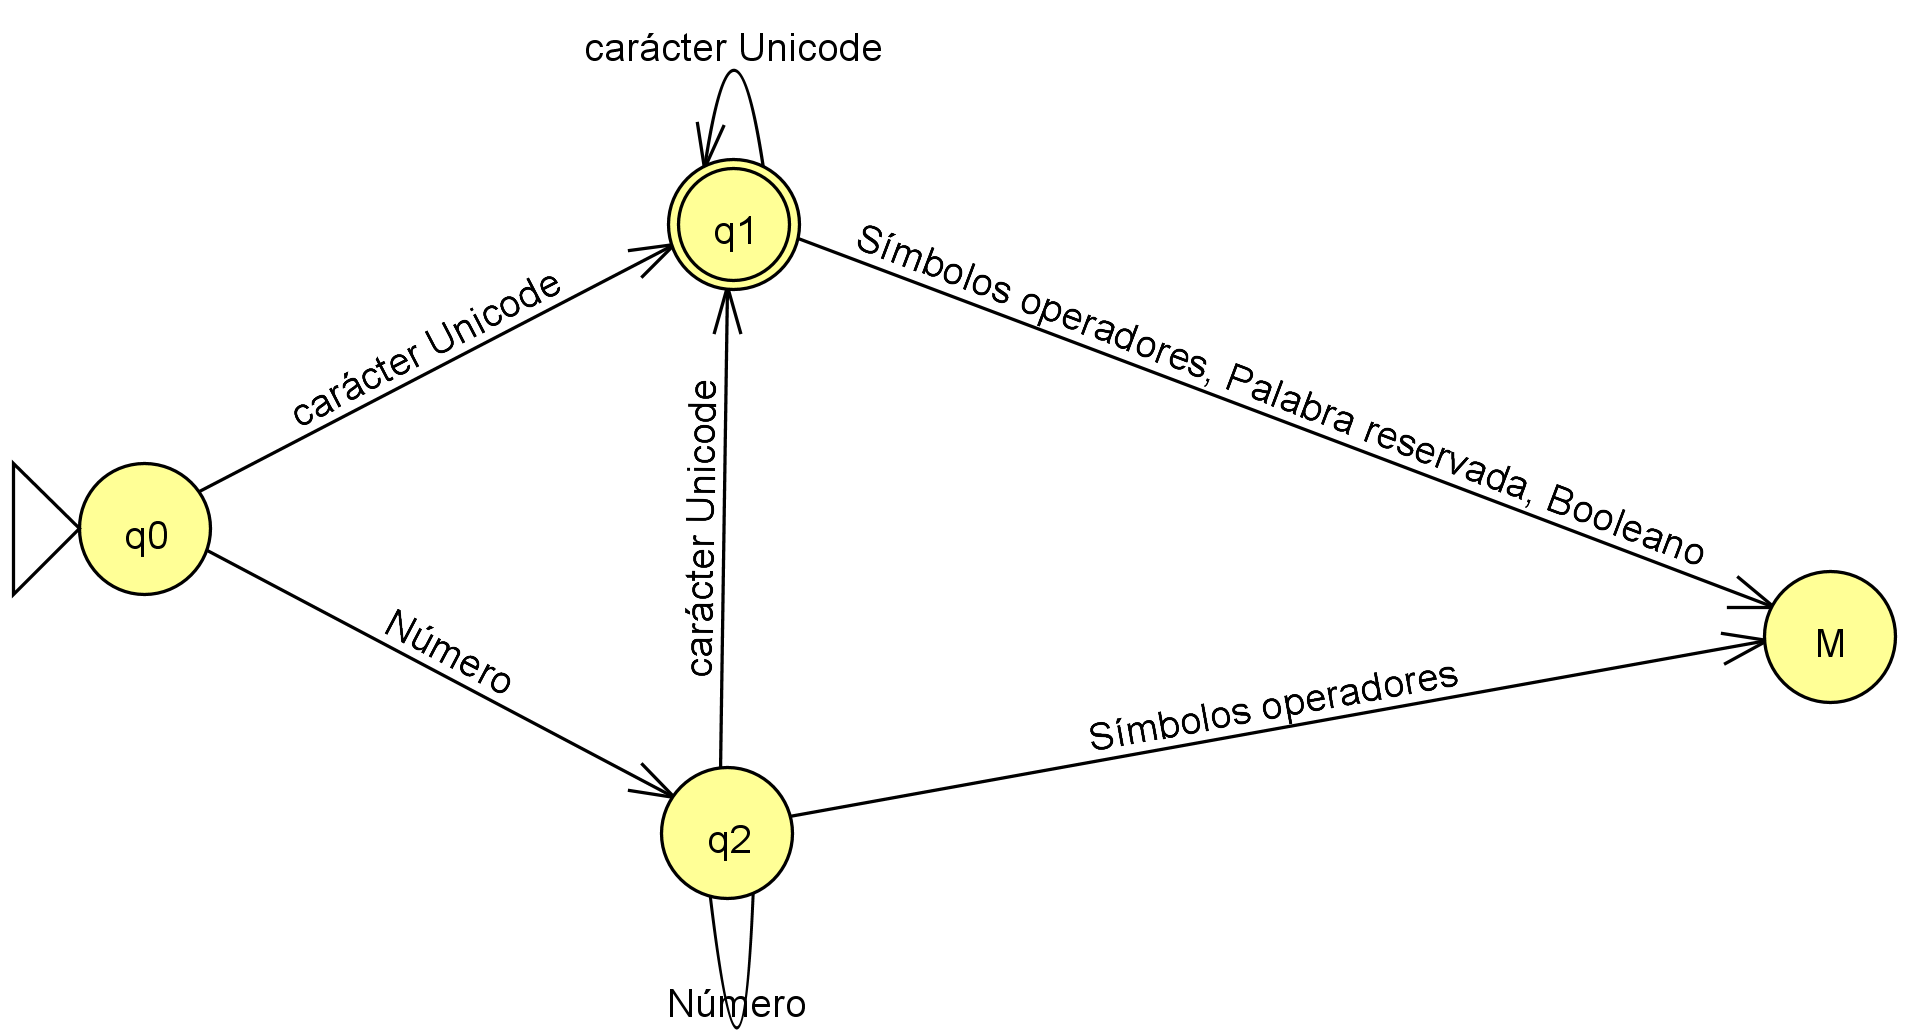 carácter Unicode
q1
Símbolos operadores, Palabra reservada, Booleano
carácter Unicode
carácter Unicode
q0
Número
M
Símbolos operadores
q2
Número